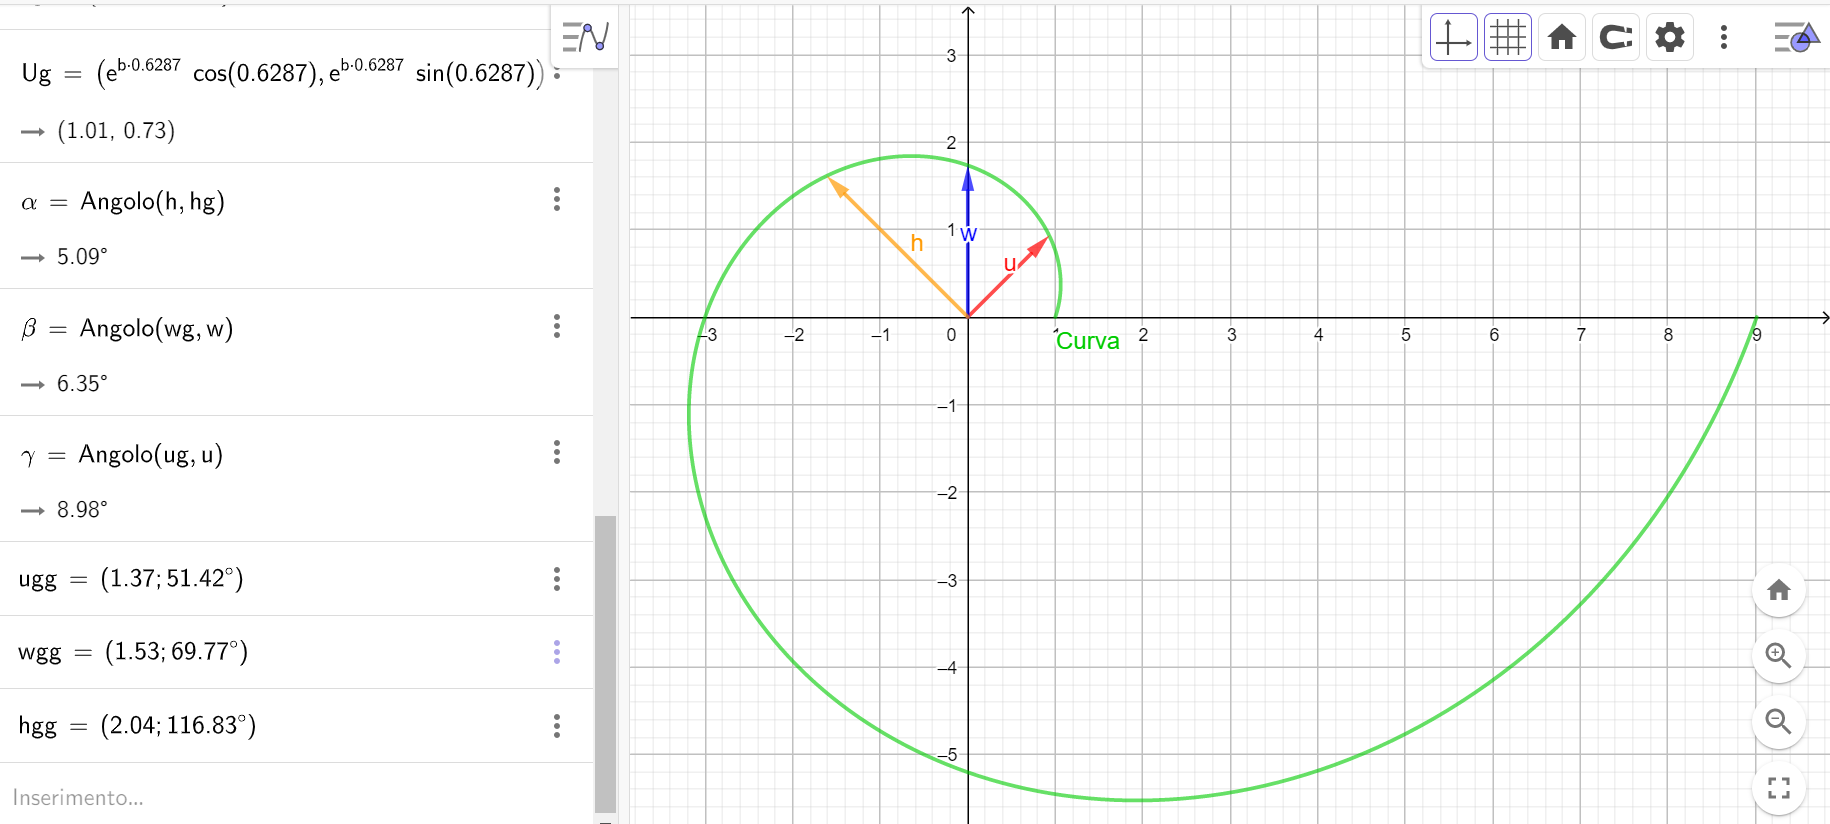 Ug = (e^b·0.6287 cos(0.6287), e^b·0.6287 sin(0.6287))
→ (1.01, 0.73)
α = Angolo(h, hg)
→ 5.09°
β = Angolo(wg, w)
→ 6.35°
γ = Angolo(ug, u)
→ 8.98°
ugg = (1.37; 51.42°)
wgg = (1.53; 69.77°)
hgg = (2.04; 116.83°)
Inserimento...
3
2
1
w
h
u
–3 –2 –1 0 1 2 3 4 5 6 7 8 9
Curva
–1
–2
–3
–4
–5